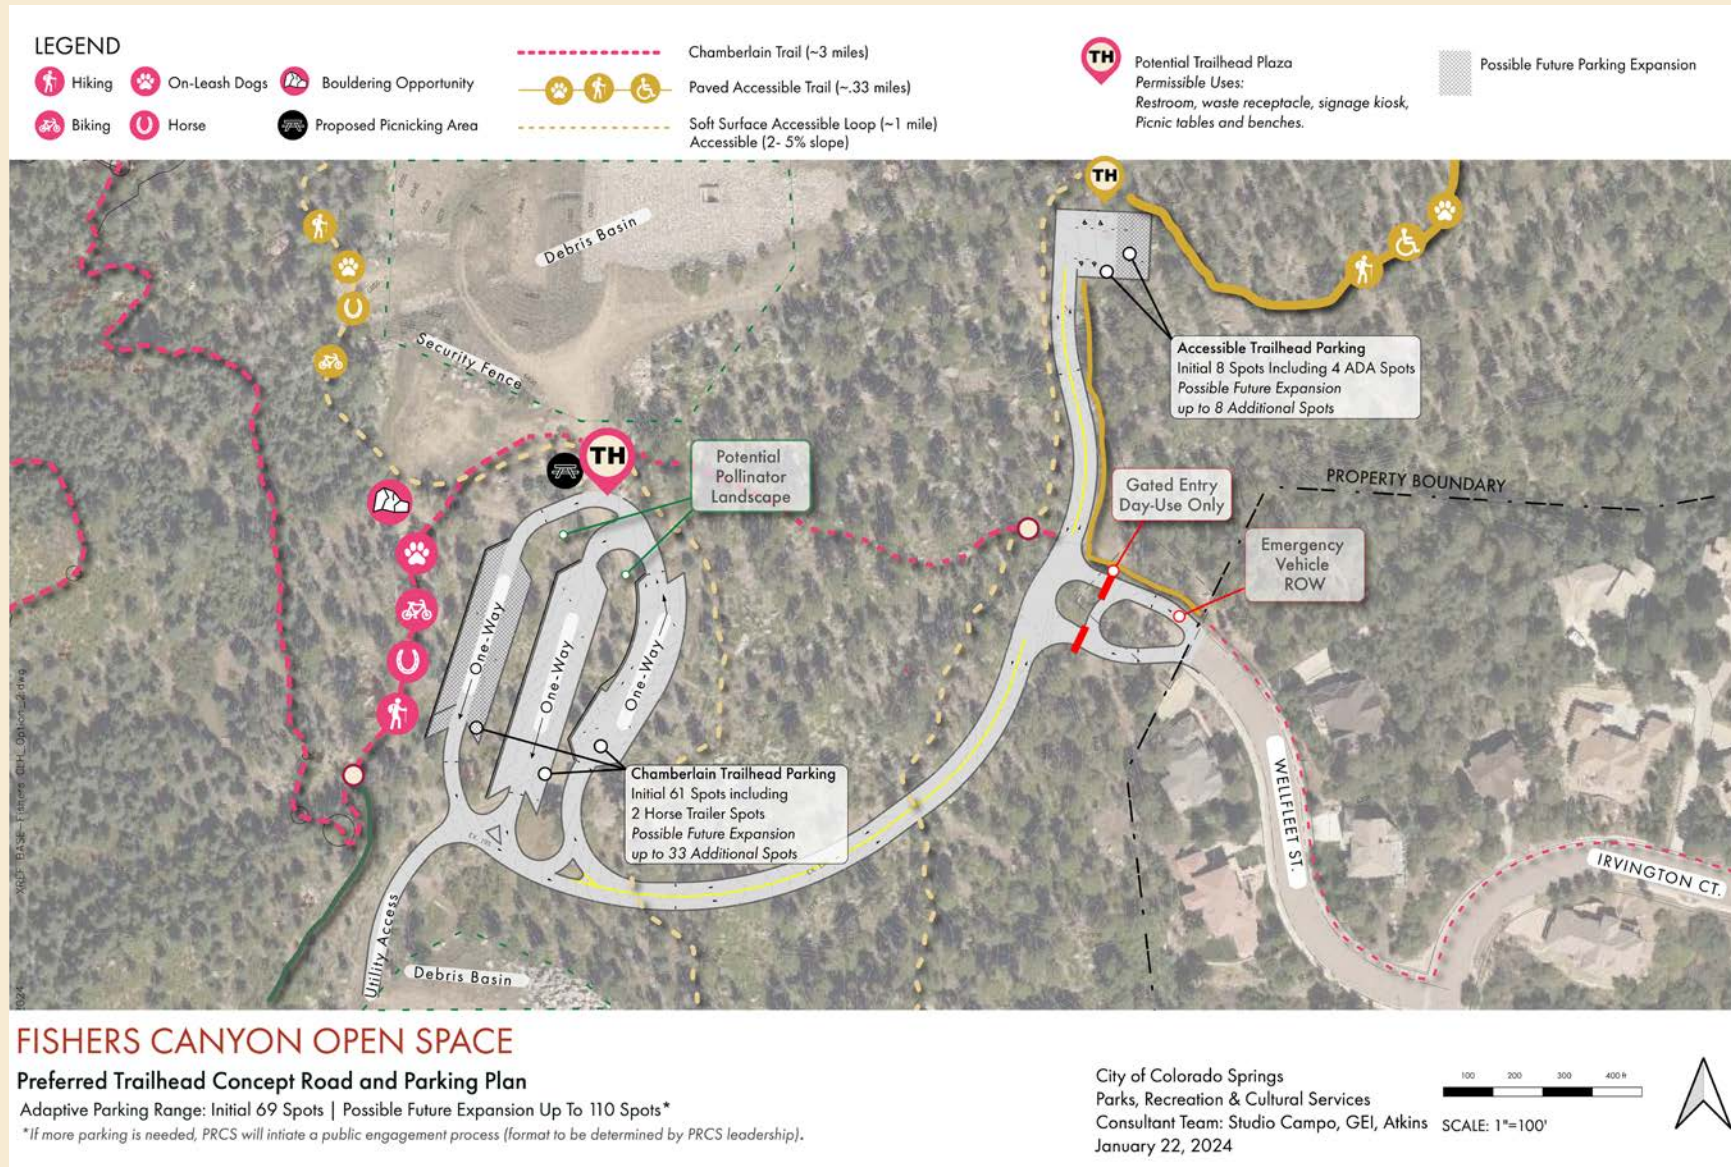 LEGEND
Hiking
On-Leash Dogs
Bouldering Opportunity
Biking
Horse
Proposed Picnicking Area
Chamberlain Trail (~3 miles)
Paved Accessible Trail (~.33 miles)
Soft Surface Accessible Loop (~1 mile)
Accessible (2- 5% slope)
TH
Potential Trailhead Plaza
Permissible Uses:
Restroom, waste receptacle, signage kiosk,
Picnic tables and benches.
Possible Future Parking Expansion
TH
Debris Basin
Security Fence
Accessible Trailhead Parking
Initial 8 Spots Including 4 ADA Spots
Possible Future Expansion
up to 8 Additional Spots
TH
Potential
Pollinator
Landscape
Gated Entry
Day-Use Only
PROPERTY BOUNDARY
Emergency
Vehicle
ROW
One-Way
One-Way
One-Way
Chamberlain Trailhead Parking
Initial 61 Spots including
2 Horse Trailer Spots
Possible Future Expansion
up to 33 Additional Spots
WELLFLEET ST.
IRVINGTON CT.
Utility Access
Debris Basin
FISHERS CANYON OPEN SPACE
Preferred Trailhead Concept Road and Parking Plan
Adaptive Parking Range: Initial 69 Spots | Possible Future Expansion Up To 110 Spots*
*If more parking is needed, PRCS will intiate a public engagement process (format to be determined by PRCS leadership).
City of Colorado Springs
Parks, Recreation & Cultural Services
Consultant Team: Studio Campo, GEI, Atkins
January 22, 2024
100 200 300 400 ft
SCALE: 1"=100'